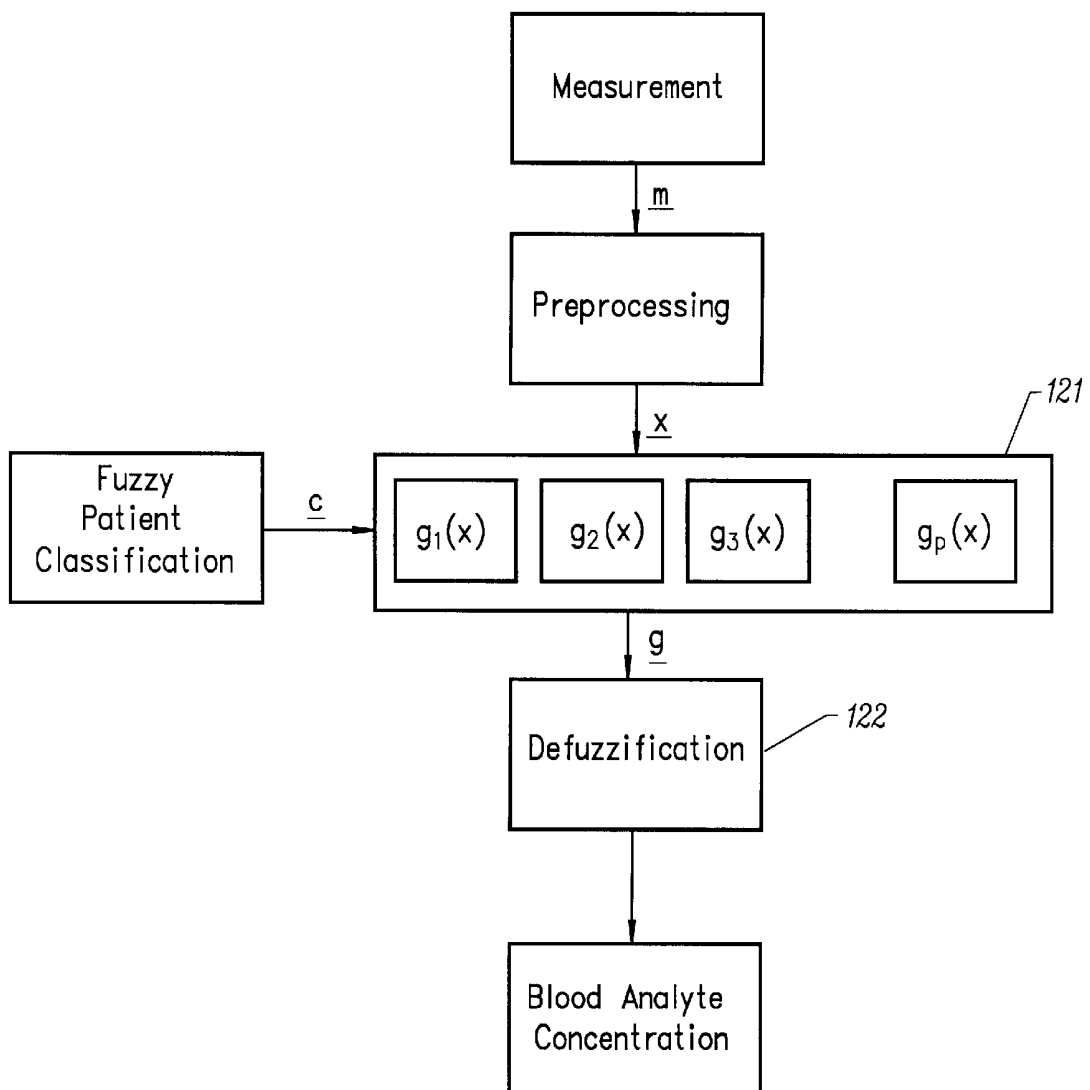 Measurement
m
Preprocessing
x
121
Fuzzy
Patient
Classification
c
g₁(x)
g₂(x)
g₃(x)
gₚ(x)
g
Defuzzification
122
Blood Analyte
Concentration